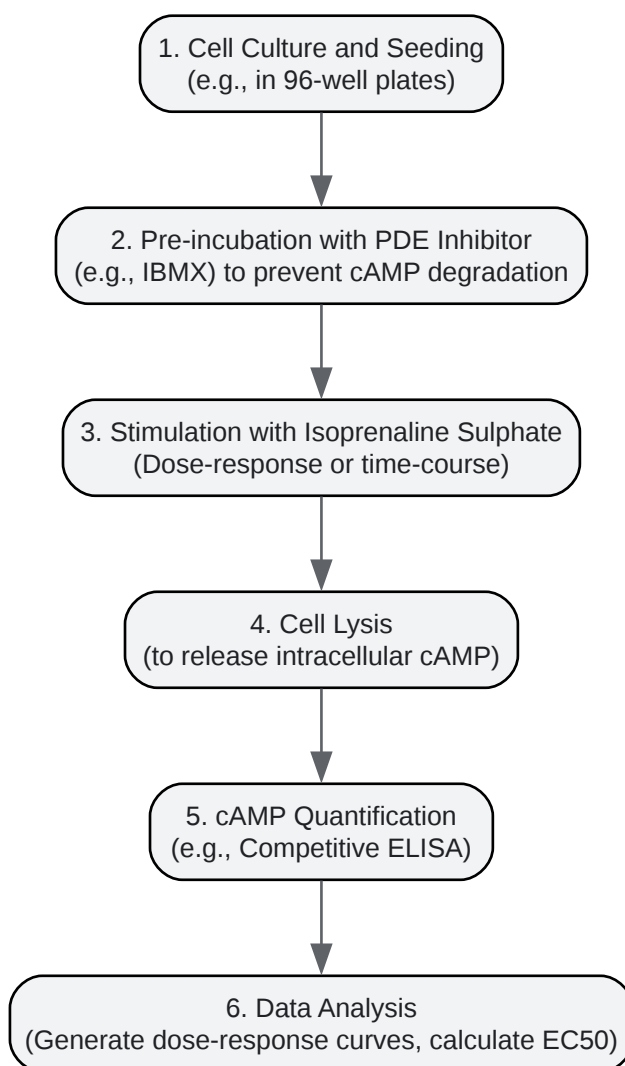 1. Cell Culture and Seeding
(e.g., in 96-well plates)
2. Pre-incubation with PDE Inhibitor
(e.g., IBMX) to prevent cAMP degradation
3. Stimulation with Isoprenaline Sulphate
(Dose-response or time-course)
4. Cell Lysis
(to release intracellular cAMP)
5. cAMP Quantification
(e.g., Competitive ELISA)
6. Data Analysis
(Generate dose-response curves, calculate EC50)